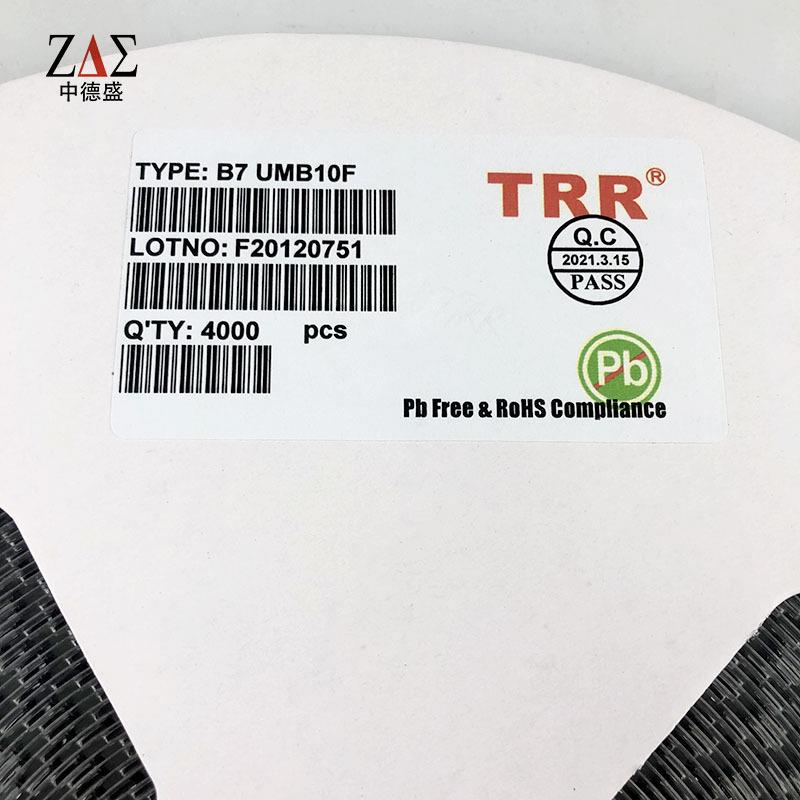 ZΔΣ
中德盛
TYPE: B7 UMB10F
TRR®
LOTNO: F20120751
Q.C
2021.3.15
PASS
Q'TY: 4000 pcs
Pb
Pb Free & RoHS Compliance
TRR